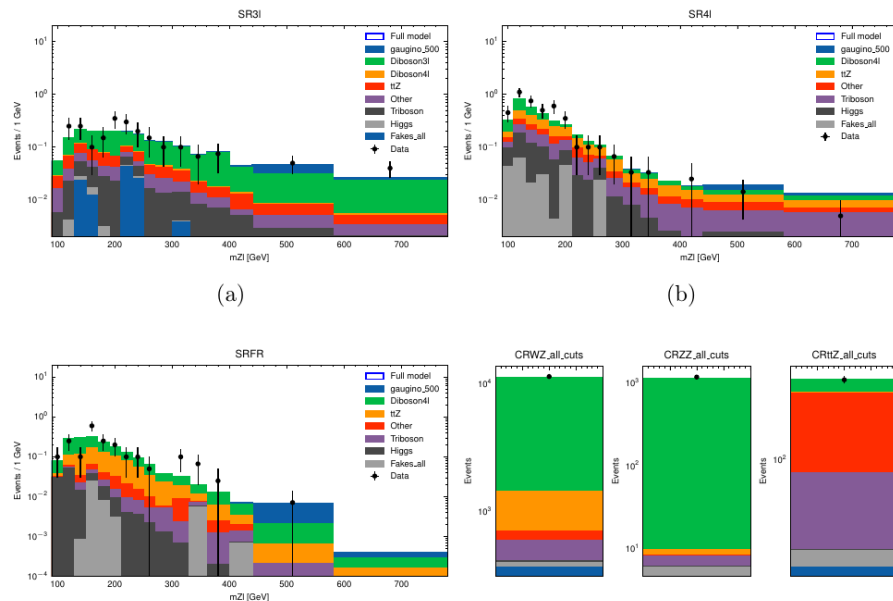 SR3l
Events / 1 GeV
10¹
10⁰
10⁻¹
10⁻²
100 200 300 400 500 600 700
mZl [GeV]
Full model
gaugino_500
Diboson3l
Diboson4l
ttZ
Other
Triboson
Higgs
Fakes_all
Data
(a)
SR4l
Events / 1 GeV
10¹
10⁰
10⁻¹
10⁻²
100 200 300 400 500 600 700
mZl [GeV]
Full model
gaugino_500
Diboson4l
ttZ
Other
Triboson
Higgs
Fakes_all
Data
(b)
SRFR
Events / 1 GeV
10¹
10⁰
10⁻¹
10⁻²
10⁻³
10⁻⁴
100 200 300 400 500 600 700
mZl [GeV]
Full model
gaugino_500
Diboson4l
ttZ
Other
Triboson
Higgs
Fakes_all
Data
CRWZ_all_cuts
Events
10⁴
10³
CRZZ_all_cuts
Events
10³
10²
10¹
CRttZ_all_cuts
Events
10²